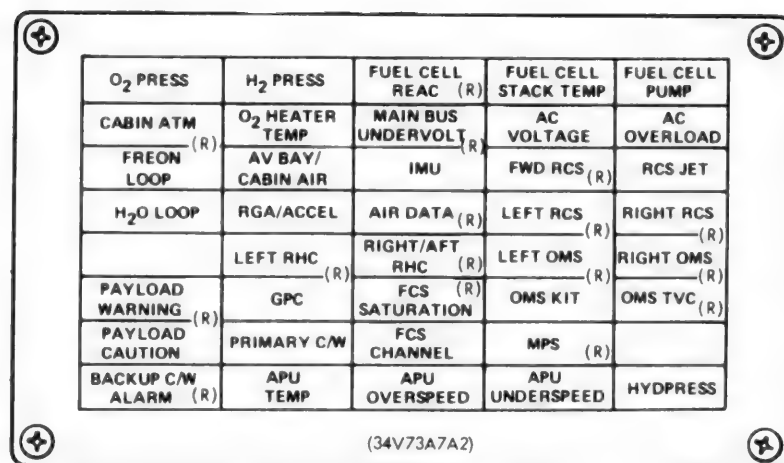 O2 PRESS
H2 PRESS
FUEL CELL
REAC (R)
FUEL CELL
STACK TEMP
FUEL CELL
PUMP
CABIN ATM
(R)
O2 HEATER
TEMP
MAIN BUS
UNDERVOLT
(R)
AC
VOLTAGE
AC
OVERLOAD
FREON
LOOP
AV BAY/
CABIN AIR
IMU
FWD RCS (R)
RCS JET
H2O LOOP
RGA/ACCEL
AIR DATA (R)
LEFT RCS
(R)
RIGHT RCS
(R)
LEFT RHC
(R)
RIGHT/AFT
RHC (R)
LEFT OMS
(R)
RIGHT OMS
(R)
PAYLOAD
WARNING
(R)
GPC
FCS (R)
SATURATION
OMS KIT
OMS TVC
(R)
PAYLOAD
CAUTION
PRIMARY C/W
FCS
CHANNEL
MPS (R)
BACKUP C/W
ALARM (R)
APU
TEMP
APU
OVERSPEED
APU
UNDERSPEED
HYDPRESS
(34V73A7A2)